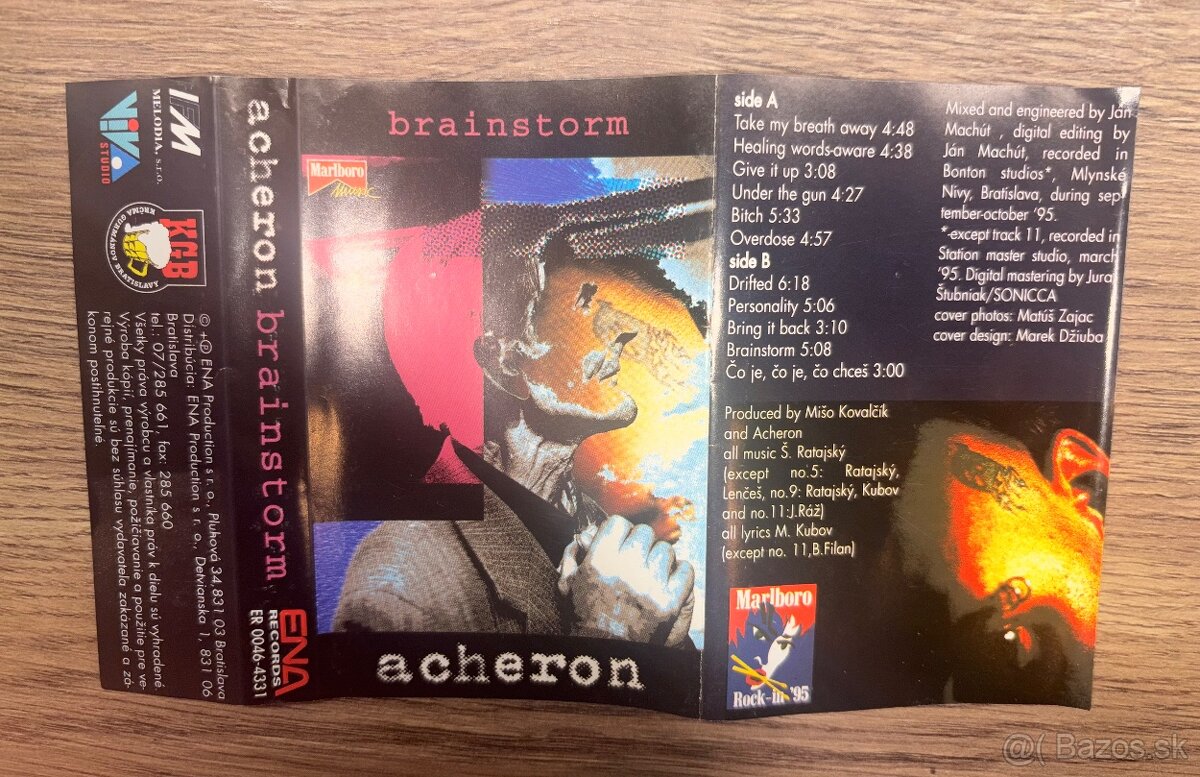 LFM
MELODIA, s.r.o.
VIVA
STUDIO
KGB
KRČMA GURMÁNOV BRATISLAVY
© + ℗ ENA Production s r. o., Pluhová 34,831 03 Bratislava
Distribúcia: ENA Production s r. o., Detvianska 1, 831 06
Bratislava
tel.: 07/285 661, fax: 285 660
Všetky práva výrobcu a vlastníka práv k dielu sú vyhradené.
Výroba kopií, prenajímanie, požičiovanie a použitie pre ve-
rejné produkcie sú bez súhlasu vydavateľa zakázané a zá-
konom postihnuteľné.
acheron brainstorm
ENA
RECORDS
ER 0046-4331
brainstorm
Marlboro
Music
acheron
side A
Take my breath away 4:48
Healing words-aware 4:38
Give it up 3:08
Under the gun 4:27
Bitch 5:33
Overdose 4:57
side B
Drifted 6:18
Personality 5:06
Bring it back 3:10
Brainstorm 5:08
Čo je, čo je, čo chceš 3:00
Produced by Mišo Kovalčik
and Acheron
all music Š. Ratajský
(except no.5: Ratajský,
Lenčeš, no.9: Ratajský, Kubov
and no.11:J.Ráž)
all lyrics M. Kubov
(except no. 11,B.Filan)
Marlboro
Rock-in '95
Mixed and engineered by Ján
Machút , digital editing by
Ján Machút, recorded in
Bonton studios*, Mlynské
Nivy, Bratislava, during sep-
tember-october '95.
*-except track 11, recorded in
Station master studio, march
'95. Digital mastering by Jura
Štubniak/SONICCA
cover photos: Matúš Zajac
cover design: Marek Džiuba
@( Bazos.sk